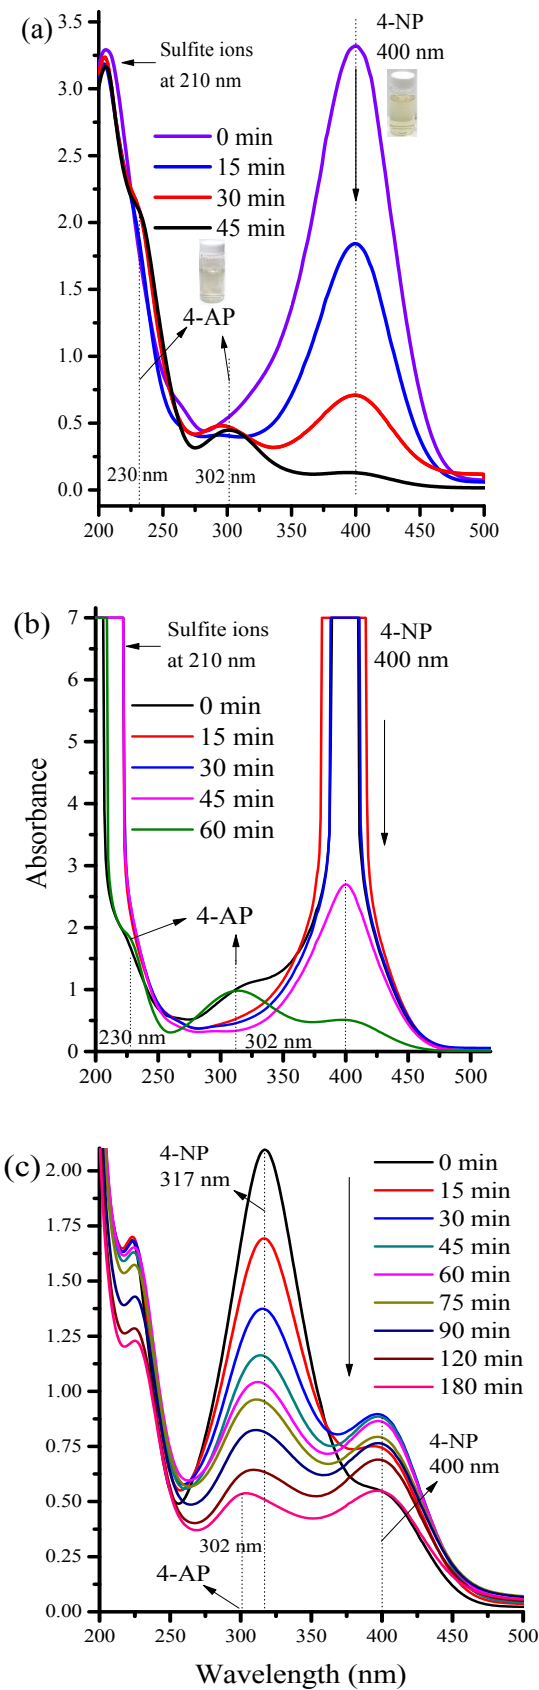 (a)
4-NP
400 nm
Sulfite ions
at 210 nm
0 min
15 min
30 min
45 min
4-AP
230 nm
302 nm
3.5
3.0
2.5
2.0
1.5
1.0
0.5
0.0
200 250 300 350 400 450 500
(b)
Sulfite ions
at 210 nm
4-NP
400 nm
0 min
15 min
30 min
45 min
60 min
4-AP
230 nm
302 nm
Absorbance
7
6
5
4
3
2
1
0
200 250 300 350 400 450 500
(c)
4-NP
317 nm
0 min
15 min
30 min
45 min
60 min
75 min
90 min
120 min
180 min
4-NP
400 nm
302 nm
4-AP
2.00
1.75
1.50
1.25
1.00
0.75
0.50
0.25
0.00
200 250 300 350 400 450 500
Wavelength (nm)